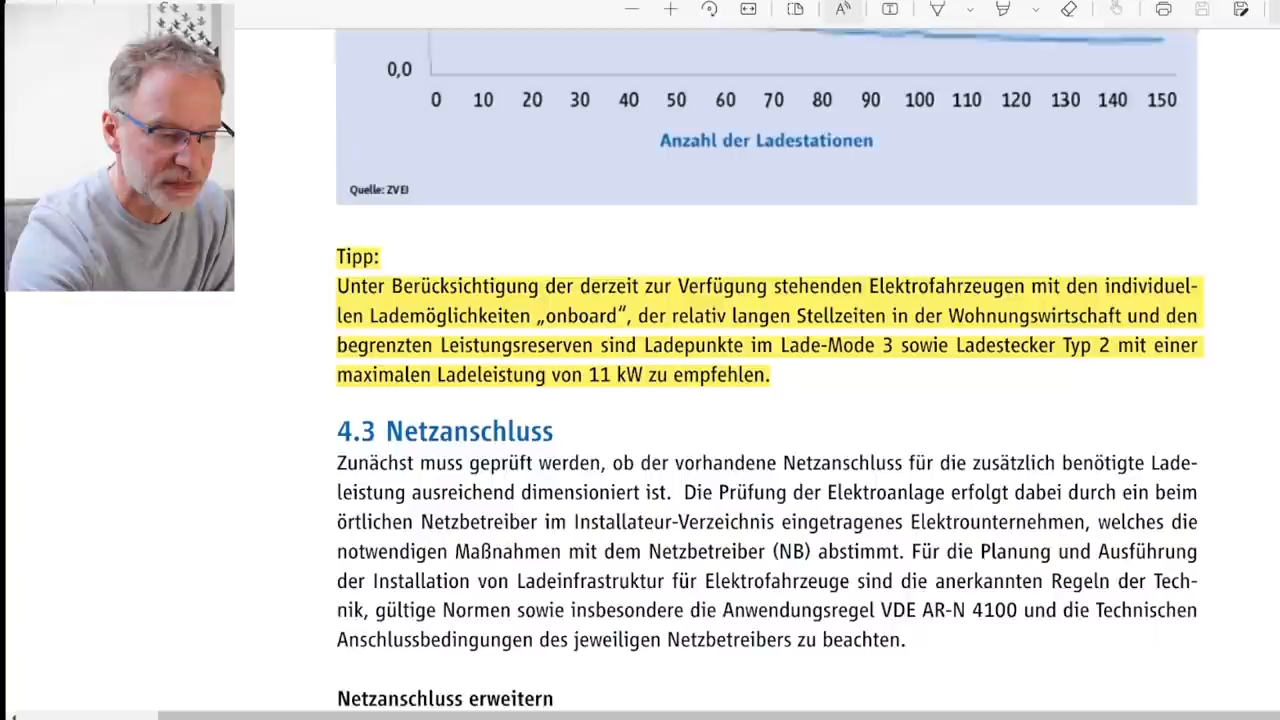 0,0
0 10 20 30 40 50 60 70 80 90 100 110 120 130 140 150
Anzahl der Ladestationen
Quelle: ZVEI
Tipp:
Unter Berücksichtigung der derzeit zur Verfügung stehenden Elektrofahrzeugen mit den individuel-
len Lademöglichkeiten „onboard“, der relativ langen Stellzeiten in der Wohnungswirtschaft und den
begrenzten Leistungsreserven sind Ladepunkte im Lade-Mode 3 sowie Ladestecker Typ 2 mit einer
maximalen Ladeleistung von 11 kW zu empfehlen.
4.3 Netzanschluss
Zunächst muss geprüft werden, ob der vorhandene Netzanschluss für die zusätzlich benötigte Lade-
leistung ausreichend dimensioniert ist. Die Prüfung der Elektroanlage erfolgt dabei durch ein beim
örtlichen Netzbetreiber im Installateur-Verzeichnis eingetragenes Elektrounternehmen, welches die
notwendigen Maßnahmen mit dem Netzbetreiber (NB) abstimmt. Für die Planung und Ausführung
der Installation von Ladeinfrastruktur für Elektrofahrzeuge sind die anerkannten Regeln der Tech-
nik, gültige Normen sowie insbesondere die Anwendungsregel VDE AR-N 4100 und die Technischen
Anschlussbedingungen des jeweiligen Netzbetreibers zu beachten.
Netzanschluss erweitern